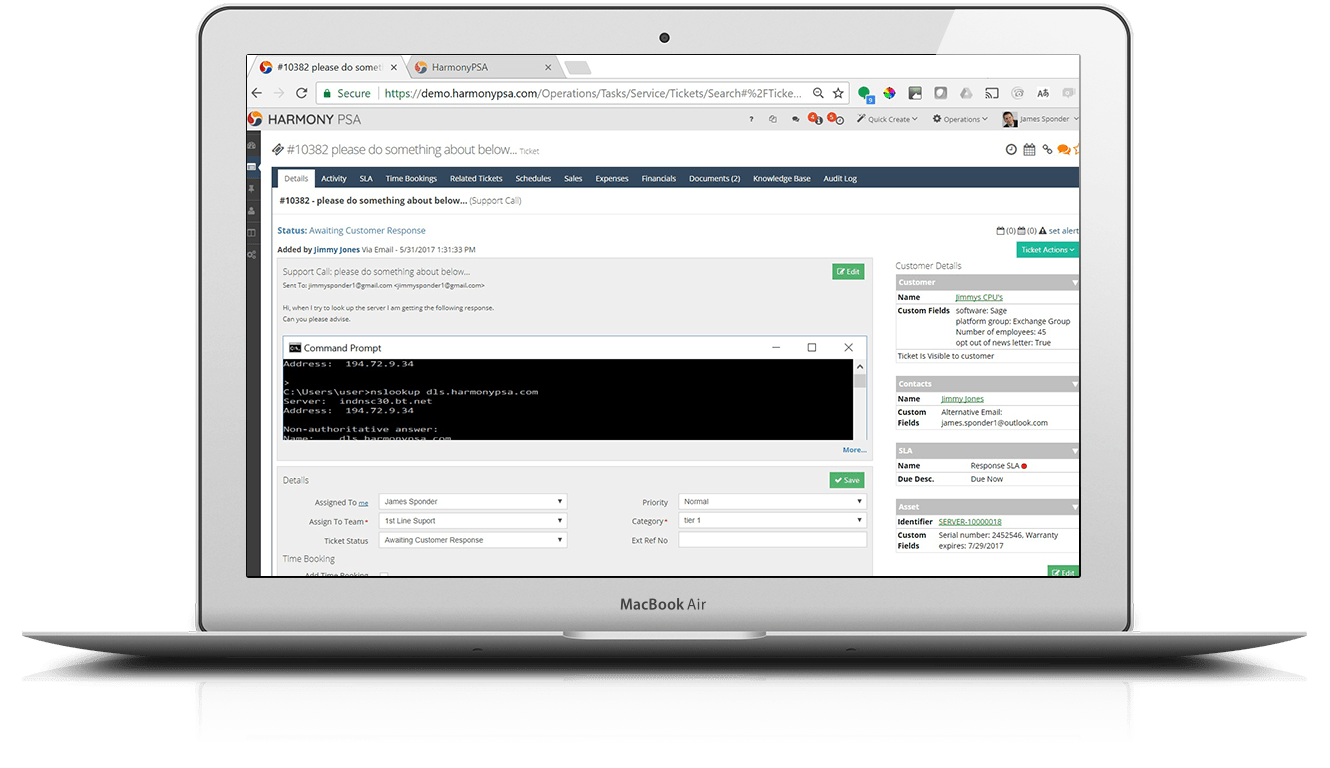 #10382 please do somet
HarmonyPSA
Secure
https://demo.harmonypsa.com/Operations/Tasks/Service/Tickets/Search#%2FTicke...
9
HARMONY PSA
? 4 5 Quick Create Operations James Sponder
#10382 please do something about below... Ticket
Details Activity SLA Time Bookings Related Tickets Schedules Sales Expenses Financials Documents (2) Knowledge Base Audit Log
#10382 - please do something about below... (Support Call)
Status: Awaiting Customer Response
(0) (0) set alert
Added by Jimmy Jones Via Email - 5/31/2017 1:31:33 PM
Ticket Actions
Support Call: please do something about below...
Edit
Sent To: jimmysponder1@gmail.com <jimmysponder1@gmail.com>
Hi, when I try to look up the server I am getting the following response.
Can you please advise.
Command Prompt
Address: 194.72.9.34
>
C:\Users\user>nslookup dls.harmonypsa.com
Server: indnsc30.bt.net
Address: 194.72.9.34
Non-authoritative answer:
Name: dls.harmonypsa.com
More...
Details
Save
Assigned To me James Sponder
Priority Normal
Assign To Team* 1st Line Suport
Category* tier 1
Ticket Status Awaiting Customer Response
Ext Ref No
Time Booking
Add Time Booking
Customer Details
Customer
Name Jimmys CPU's
Custom Fields software: Sage
platform group: Exchange Group
Number of employees: 45
opt out of news letter: True
Ticket Is Visible to customer
Contacts
Name Jimmy Jones
Custom Alternative Email:
Fields james.sponder1@outlook.com
SLA
Name Response SLA
Due Desc. Due Now
Asset
Identifier SERVER-10000018
Custom Serial number: 2452546, Warranty
Fields expires: 7/29/2017
Edit
MacBook Air